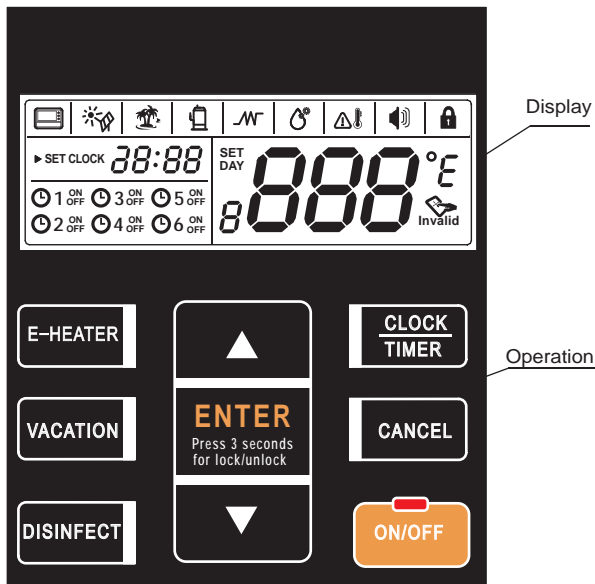 SET CLOCK 88:88
SET
DAY
888 °E
8
Invalid
1 ON OFF 3 ON OFF 5 ON OFF
2 ON OFF 4 ON OFF 6 ON OFF
Display
E-HEATER
CLOCK
TIMER
Operation
VACATION
ENTER
Press 3 seconds
for lock/unlock
CANCEL
DISINFECT
ON/OFF